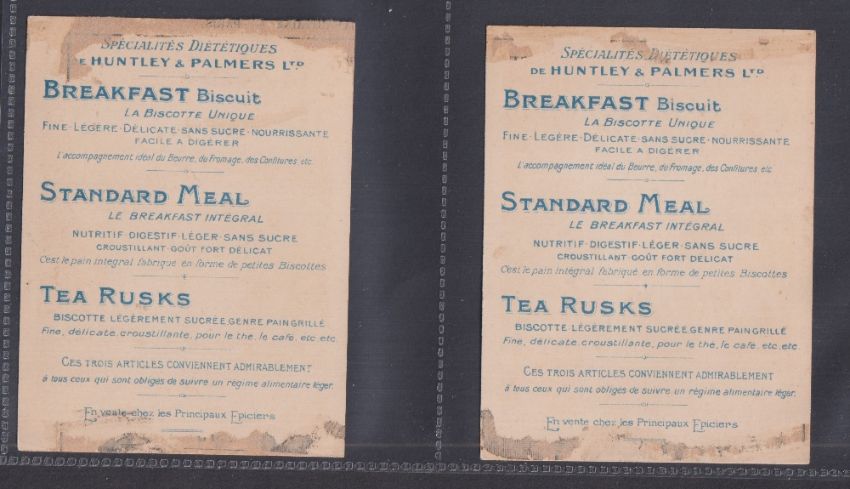 SPÉCIALITÉS DIÉTÉTIQUES
E HUNTLEY & PALMERS LTD
BREAKFAST Biscuit
LA BISCOTTE UNIQUE
FINE · LÉGÈRE · DÉLICATE · SANS SUCRE · NOURRISSANTE
FACILE A DIGÉRER
L'accompagnement idéal du Beurre, du Fromage, des Confitures, etc.
STANDARD MEAL
LE BREAKFAST INTÉGRAL
NUTRITIF · DIGESTIF · LÉGER · SANS SUCRE
CROUSTILLANT · GOÛT FORT DÉLICAT
C'est le pain intégral fabriqué en forme de petites Biscottes
TEA RUSKS
BISCOTTE LÉGÈREMENT SUCRÉE, GENRE PAIN GRILLÉ
Fine, délicate, croustillante, pour le thé, le café, etc. etc.
CES TROIS ARTICLES CONVIENNENT ADMIRABLEMENT
à tous ceux qui sont obligés de suivre un régime alimentaire léger.
En vente chez les Principaux Epiciers
SPÉCIALITÉS DIÉTÉTIQUES
DE HUNTLEY & PALMERS LTD
BREAKFAST Biscuit
LA BISCOTTE UNIQUE
FINE · LÉGÈRE · DÉLICATE · SANS SUCRE · NOURRISSANTE
FACILE A DIGÉRER
L'accompagnement idéal du Beurre, du Fromage, des Confitures etc
STANDARD MEAL
LE BREAKFAST INTÉGRAL
NUTRITIF · DIGESTIF · LÉGER · SANS SUCRE
CROUSTILLANT · GOÛT FORT DÉLICAT
C'est le pain intégral fabriqué en forme de petites Biscottes
TEA RUSKS
BISCOTTE LÉGÈREMENT SUCRÉE, GENRE PAIN GRILLÉ
Fine, délicate, croustillante, pour le thé, le café, etc. etc.
CES TROIS ARTICLES CONVIENNENT ADMIRABLEMENT
à tous ceux qui sont obligés de suivre un régime alimentaire léger.
En vente chez les Principaux Epiciers